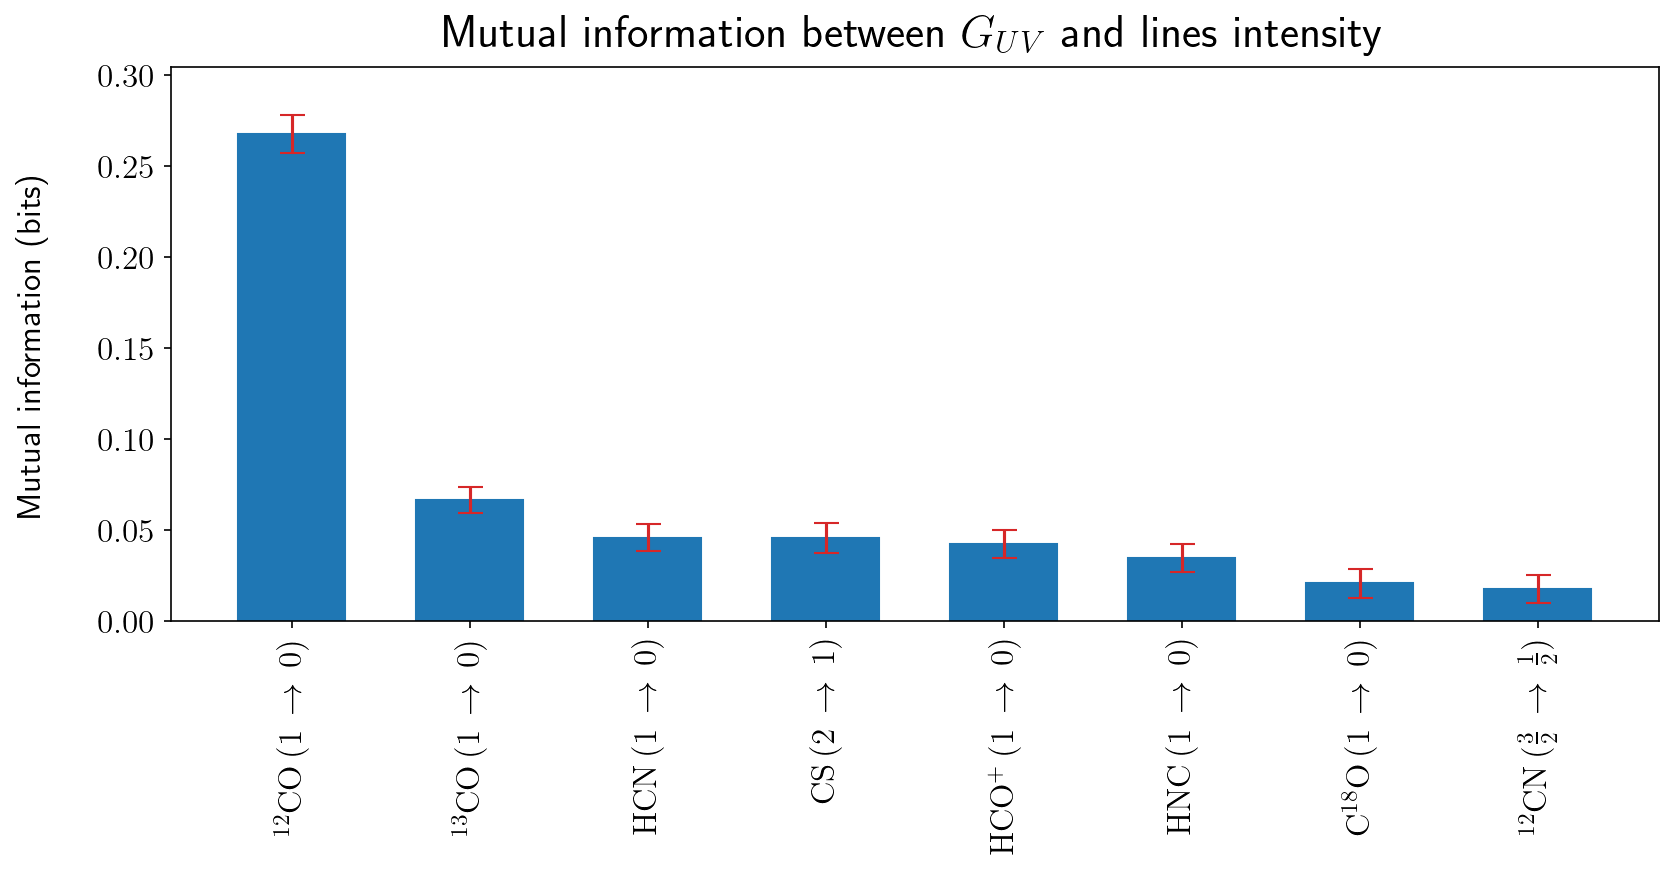 Mutual information between G_{UV} and lines intensity
Mutual information (bits)
0.30
0.25
0.20
0.15
0.10
0.05
0.00
¹²CO (1 → 0)
¹³CO (1 → 0)
HCN (1 → 0)
CS (2 → 1)
HCO⁺ (1 → 0)
HNC (1 → 0)
C¹⁸O (1 → 0)
¹²CN (3/2 → 1/2)